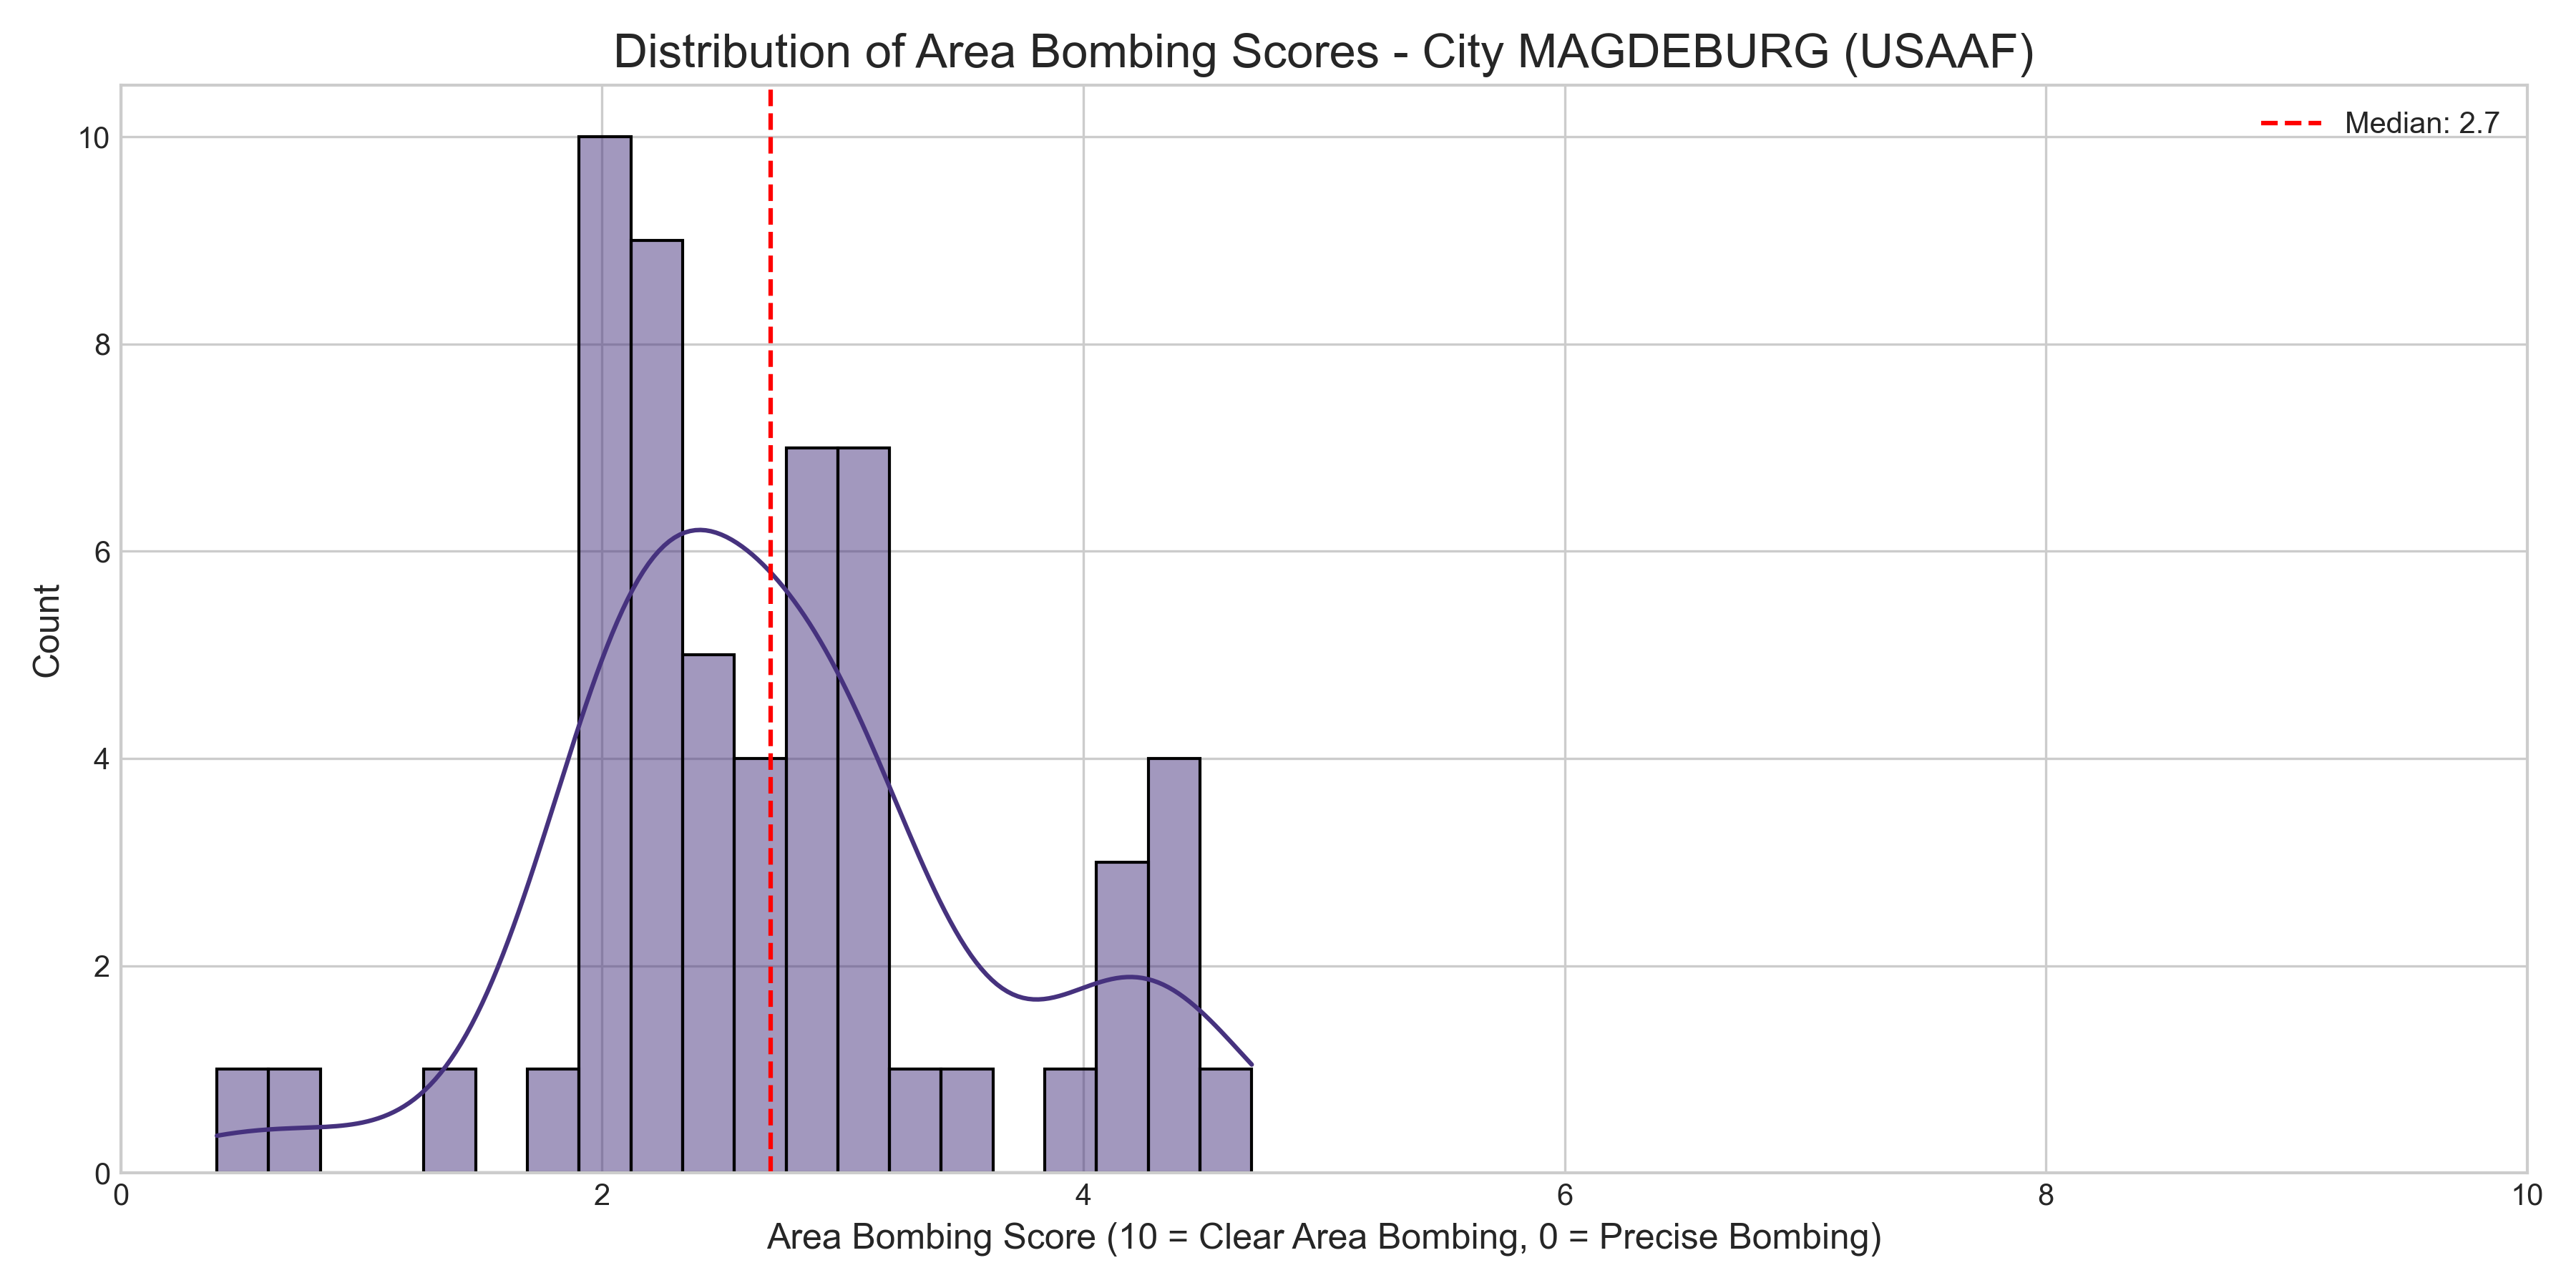 Distribution of Area Bombing Scores - City MAGDEBURG (USAAF)
Median: 2.7
10
8
6
4
2
0
Count
0 2 4 6 8 10
Area Bombing Score (10 = Clear Area Bombing, 0 = Precise Bombing)